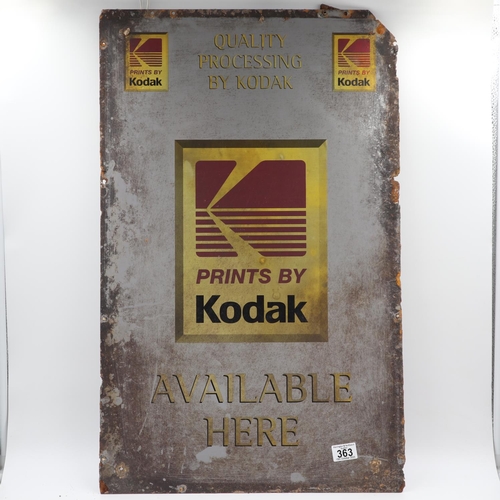 QUALITY
PROCESSING
BY KODAK
PRINTS BY
Kodak
PRINTS BY
Kodak
PRINTS BY
Kodak
AVAILABLE
HERE
363